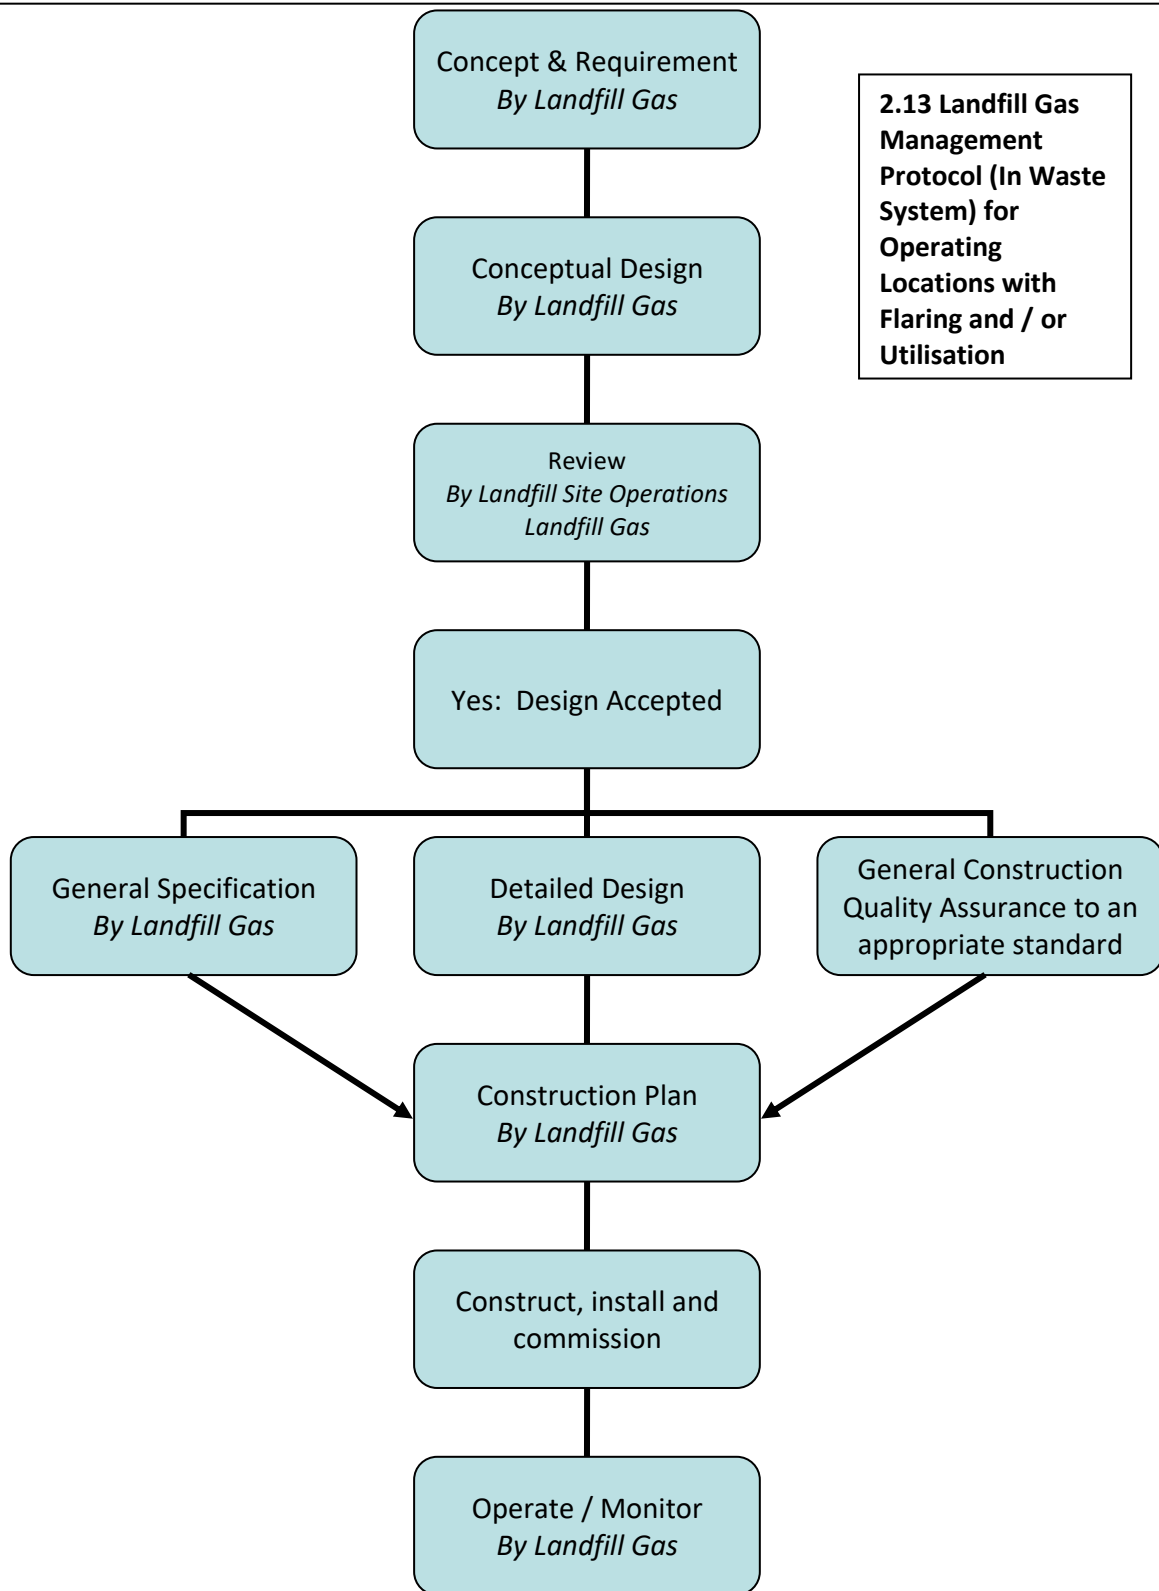 Concept & Requirement
By Landfill Gas
2.13 Landfill Gas
Management
Protocol (In Waste
System) for
Operating
Locations with
Flaring and / or
Utilisation
Conceptual Design
By Landfill Gas
Review
By Landfill Site Operations
Landfill Gas
Yes:  Design Accepted
General Specification
By Landfill Gas
Detailed Design
By Landfill Gas
General Construction
Quality Assurance to an
appropriate standard
Construction Plan
By Landfill Gas
Construct, install and
commission
Operate / Monitor
By Landfill Gas